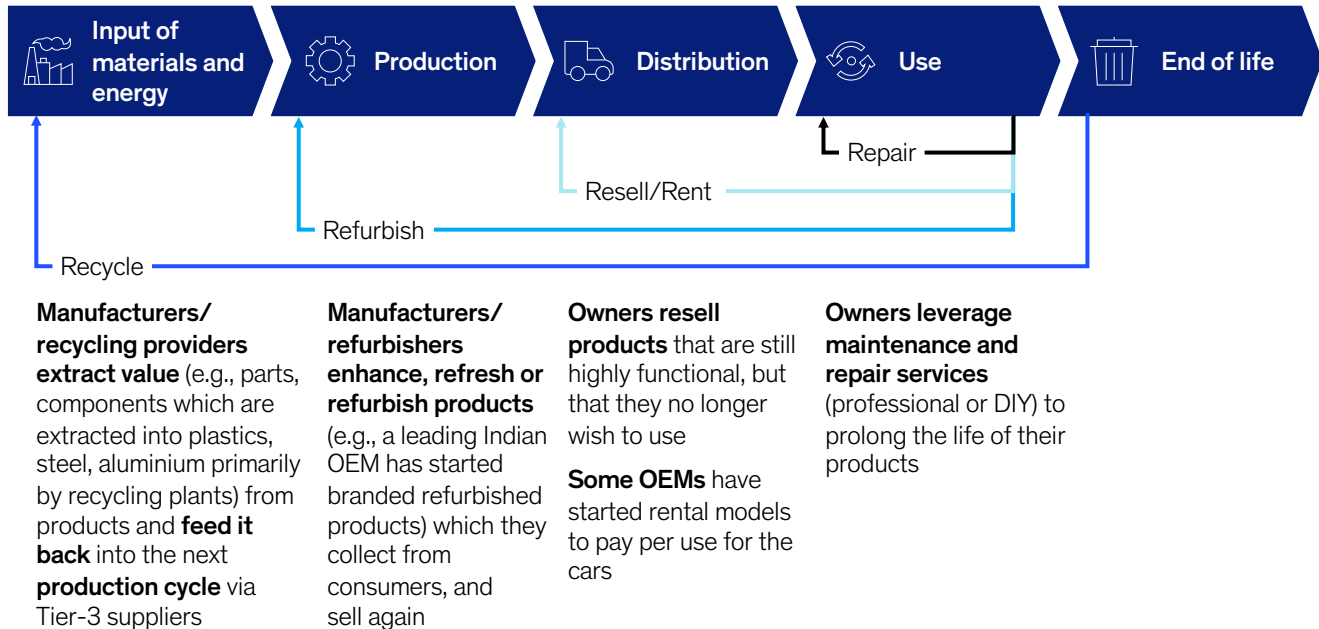 Input of
materials and
energy
Production
Distribution
Use
End of life
Repair
Resell/Rent
Refurbish
Recycle
Manufacturers/
recycling providers
extract value (e.g., parts,
components which are
extracted into plastics,
steel, aluminium primarily
by recycling plants) from
products and feed it
back into the next
production cycle via
Tier-3 suppliers
Manufacturers/
refurbishers
enhance, refresh or
refurbish products
(e.g., a leading Indian
OEM has started
branded refurbished
products) which they
collect from
consumers, and
sell again
Owners resell
products that are still
highly functional, but
that they no longer
wish to use
Some OEMs have
started rental models
to pay per use for the
cars
Owners leverage
maintenance and
repair services
(professional or DIY) to
prolong the life of their
products